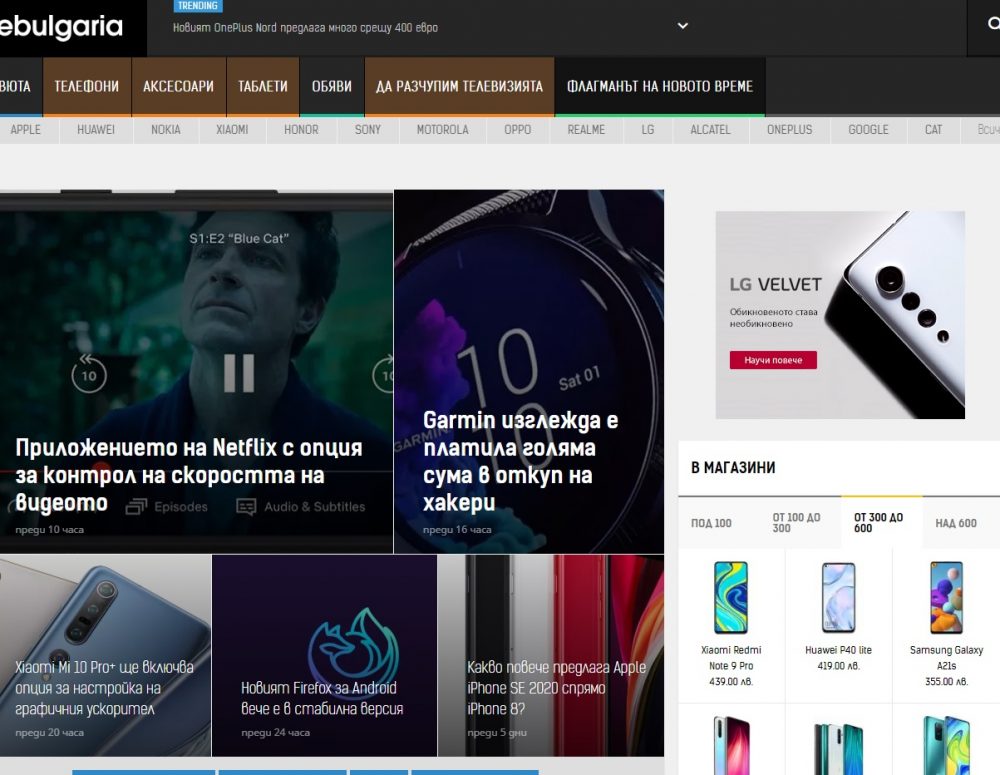 ebulgaria
TRENDING
Новият OnePlus Nord предлага много срещу 400 евро
ТЕЛЕФОНИ
АКСЕСОАРИ
ТАБЛЕТИ
ОБЯВИ
ДА РАЗЧУПИМ ТЕЛЕВИЗИЯТА
ФЛАГМАНЪТ НА НОВОТО ВРЕМЕ
APPLE
HUAWEI
NOKIA
XIAOMI
HONOR
SONY
MOTOROLA
OPPO
REALME
LG
ALCATEL
ONEPLUS
GOOGLE
CAT
S1:E2 “Blue Cat”
10
10
Episodes
Audio & Subtitles
Приложението на Netflix с опция
за контрол на скоростта на
видеото
преди 10 часа
10
10
Sat 01
GARMIN
Garmin изглежда е
платила голяма
сума в откуп на
хакери
преди 16 часа
Xiaomi Mi 10 Pro+ ще включва
опция за настройка на
графичния ускорител
преди 20 часа
Новият Firefox за Android
вече е в стабилна версия
преди 24 часа
Какво повече предлага Apple
iPhone SE 2020 спрямо
iPhone 8?
преди 5 дни
LG VELVET
Обикновеното става
необикновено
Научи повече
В МАГАЗИНИ
ПОД 100
ОТ 100 ДО
300
ОТ 300 ДО
600
НАД 600
Xiaomi Redmi
Note 9 Pro
439.00 лв.
Huawei P40 lite
419.00 лв.
Samsung Galaxy
A21s
355.00 лв.